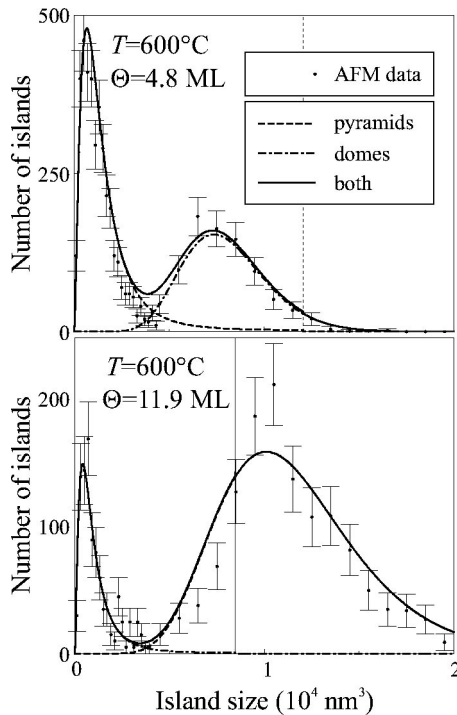 500
T=600°C
Θ=4.8 ML
AFM data
pyramids
domes
both
Number of islands
250
0
T=600°C
Θ=11.9 ML
200
Number of islands
100
0
0
1
2
Island size (10⁴ nm³)